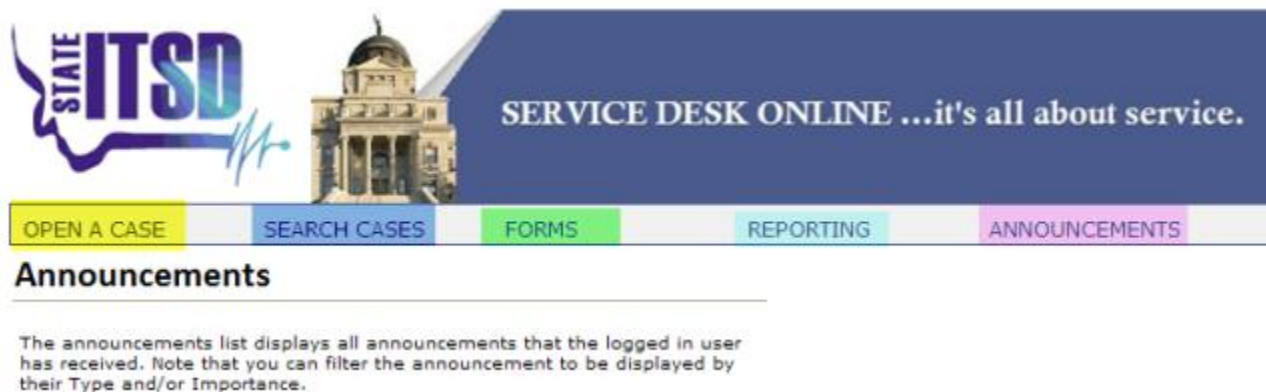 STATE ITSD
SERVICE DESK ONLINE ...it's all about service.
OPEN A CASE SEARCH CASES FORMS REPORTING ANNOUNCEMENTS
Announcements
The announcements list displays all announcements that the logged in user
has received. Note that you can filter the announcement to be displayed by
their Type and/or Importance.